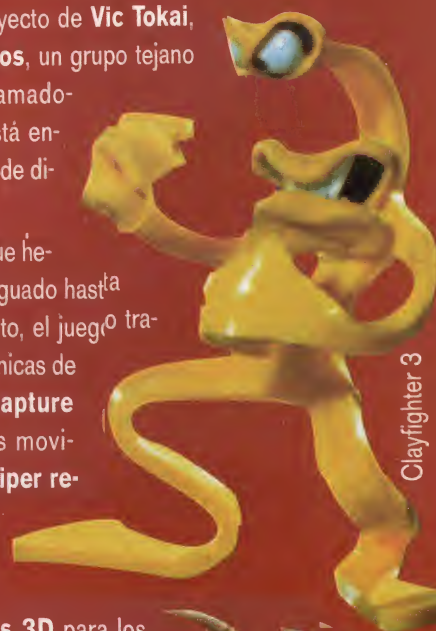 yecto de Vic Tokai,
os, un grupo tejano
amado-
stá en-
de di-
ue he-
guado hasta
to, el juego tra-
nicas de
apture
s movi-
iper re-
s 3D para los
Clayfighter 3